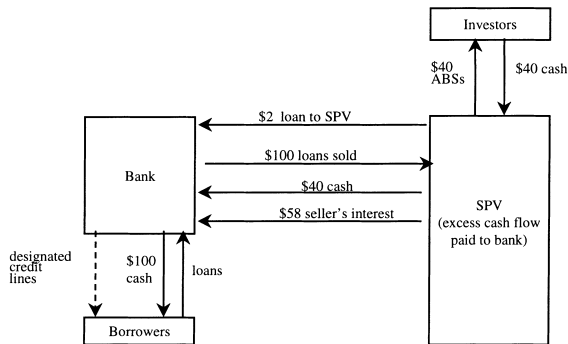 Investors
$40
ABSs
$40 cash
$2 loan to SPV
$100 loans sold
Bank
$40 cash
SPV
(excess cash flow
paid to bank)
$58 seller's interest
designated
credit
lines
$100
cash
loans
Borrowers